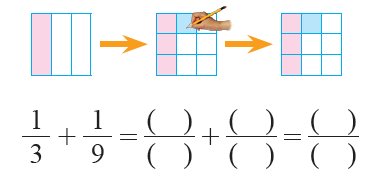 1/3 + 1/9 = (  )/(  ) + (  )/(  ) = (  )/(  )